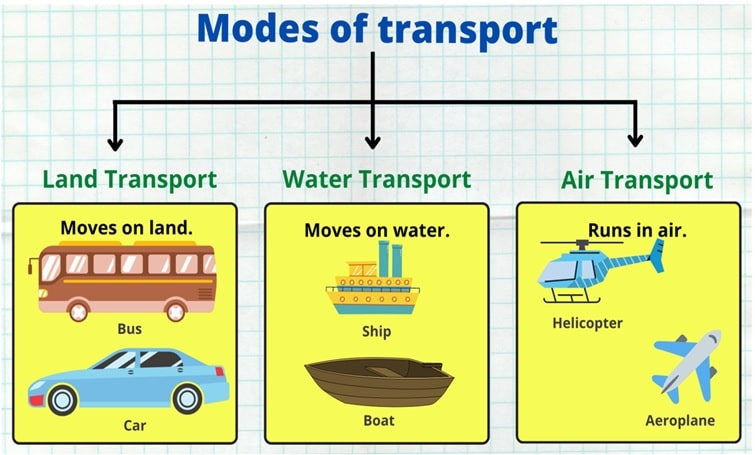 Modes of transport
Land Transport
Water Transport
Air Transport
Moves on land.
Bus
Car
Moves on water.
Ship
Boat
Runs in air.
Helicopter
Aeroplane